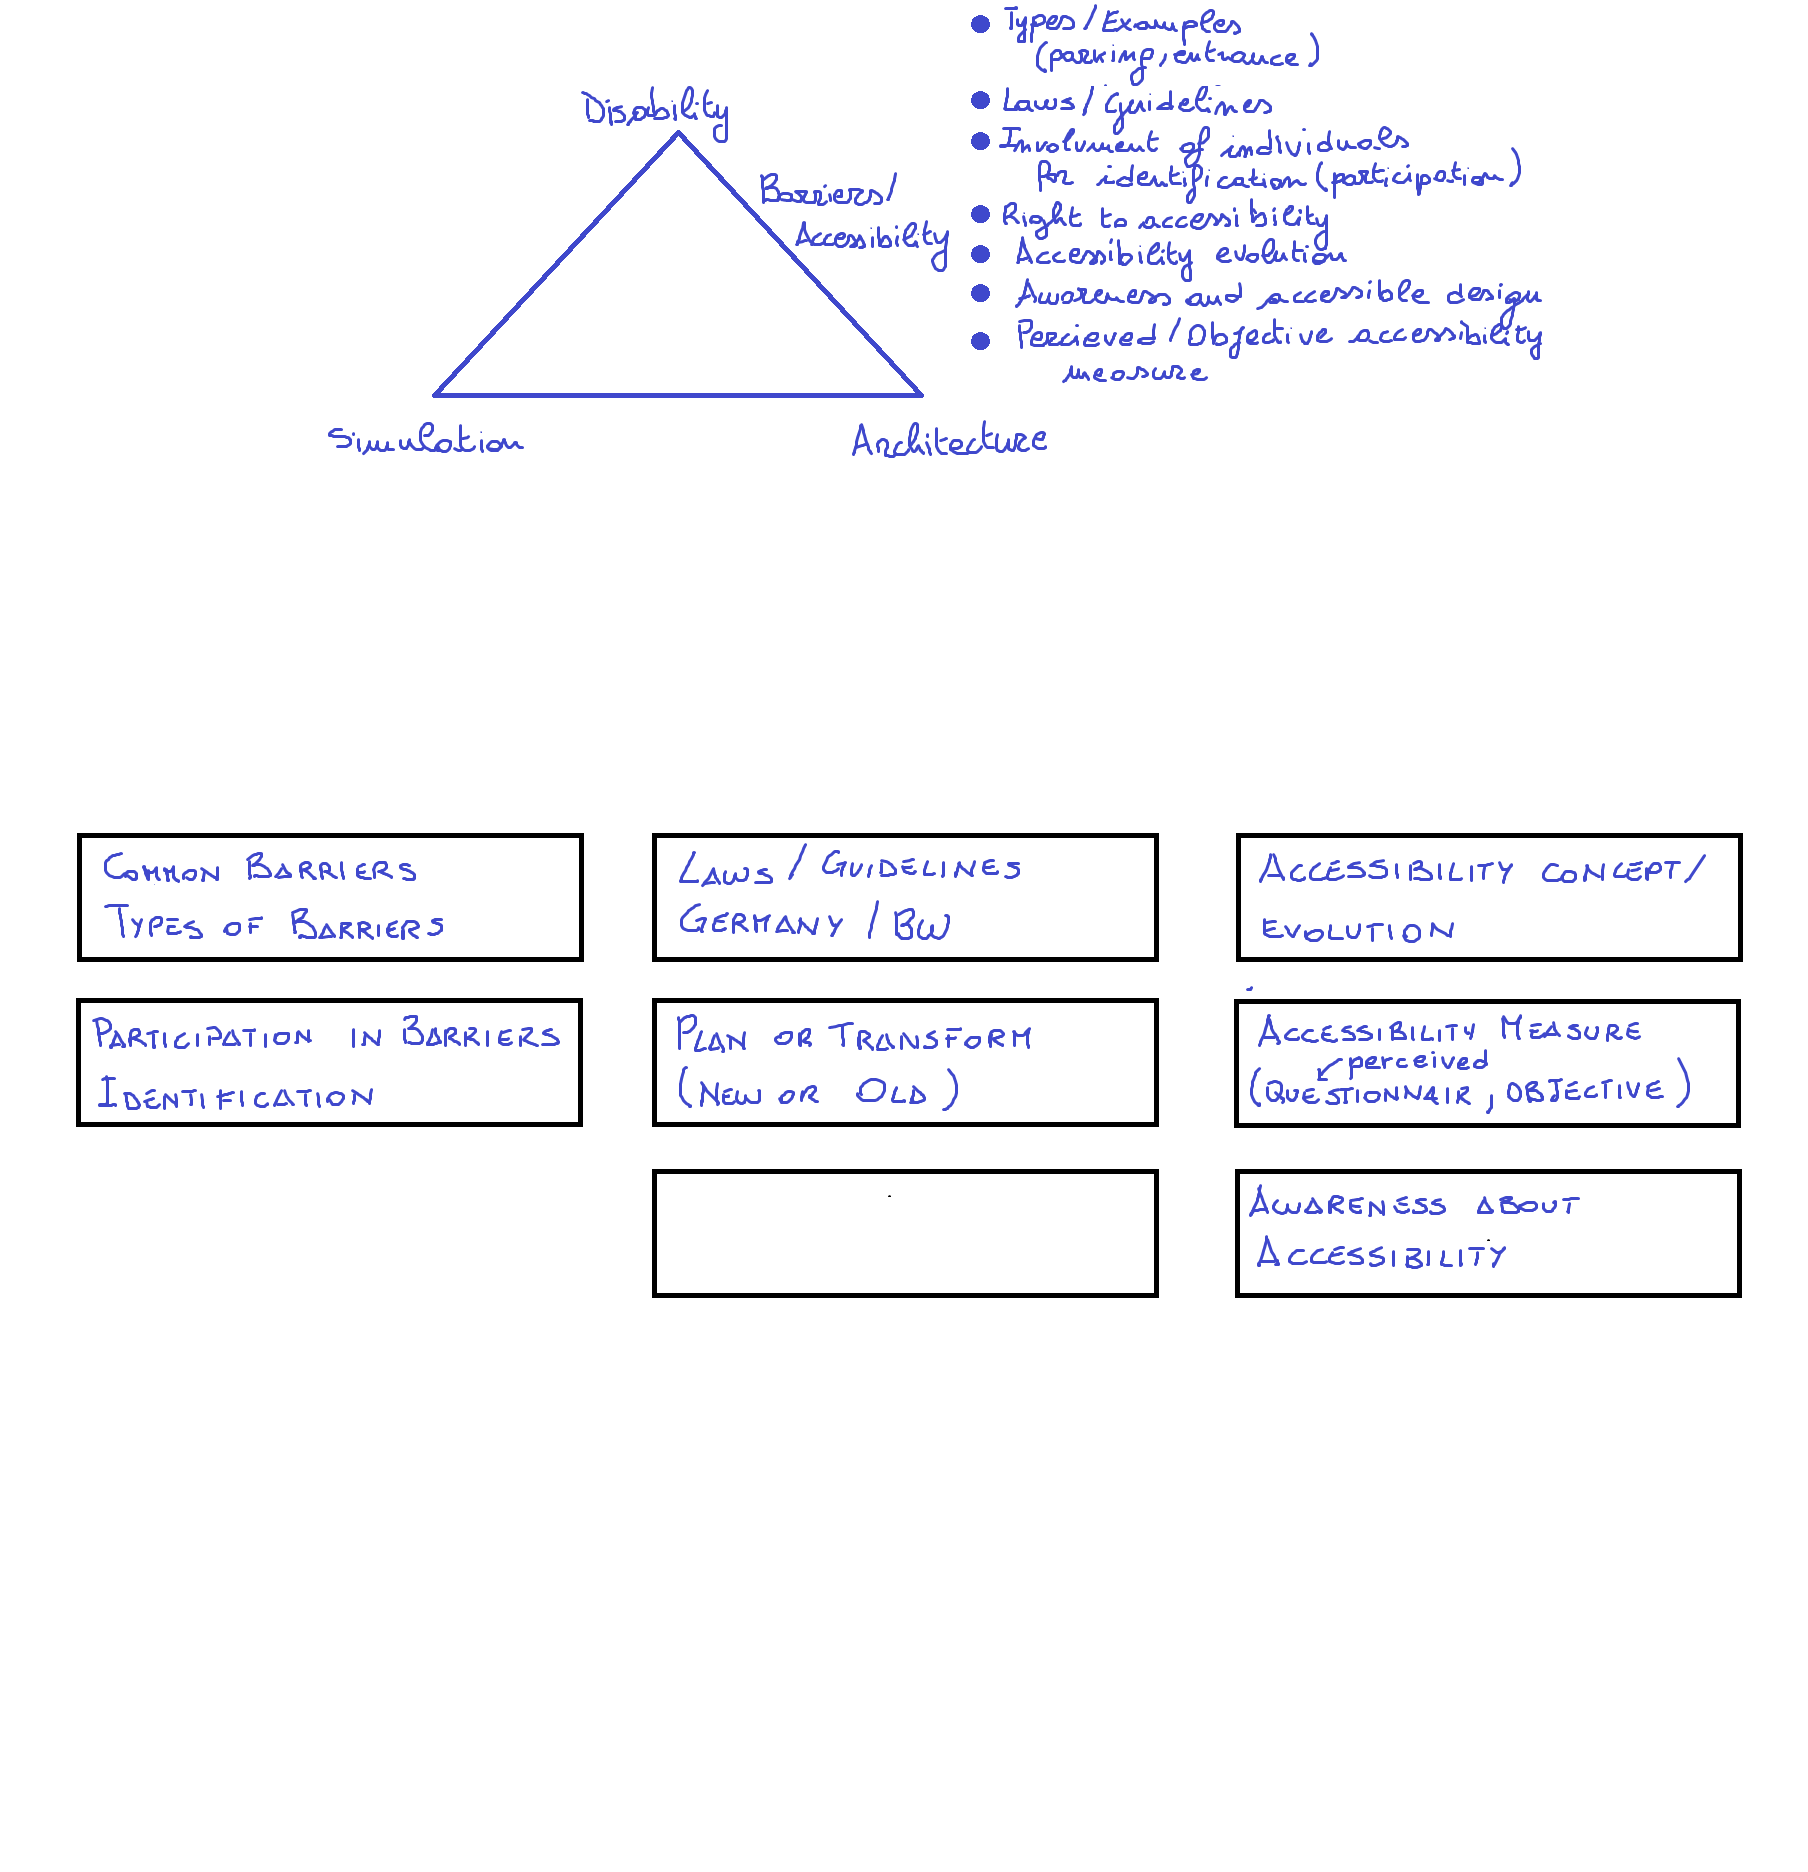 Types / Examples
(parking, entrance)
Laws / Guidelines
Involvment of individuals
for identification (participation)
Right to accessibility
Accessibility evolution
Awareness and accessible design
Percieved / Objective accessibility
measure
Disability
Barriers /
Accessibility
Simulation
Architecture
COMMON BARRIERS
TYPES OF BARRIERS
LAWS / GUIDELINES
GERMANY / BW
ACCESSIBILITY CONCEPT /
EVOLUTION
PARTICIPATION IN BARRIERS
IDENTIFICATION
PLAN OR TRANSFORM
(NEW OR OLD)
ACCESSIBILITY MEASURE
perceived
(QUESTIONNAIR, OBJECTIVE)
AWARENESS ABOUT
ACCESSIBILITY